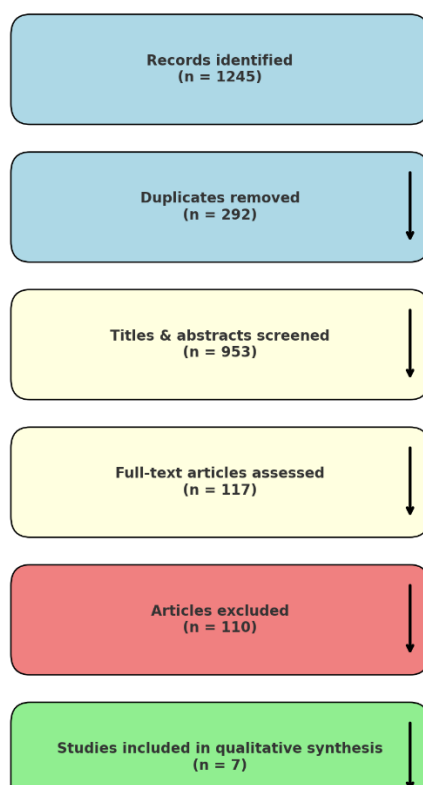 Records identified
(n = 1245)
Duplicates removed
(n = 292)
Titles & abstracts screened
(n = 953)
Full-text articles assessed
(n = 117)
Articles excluded
(n = 110)
Studies included in qualitative synthesis
(n = 7)